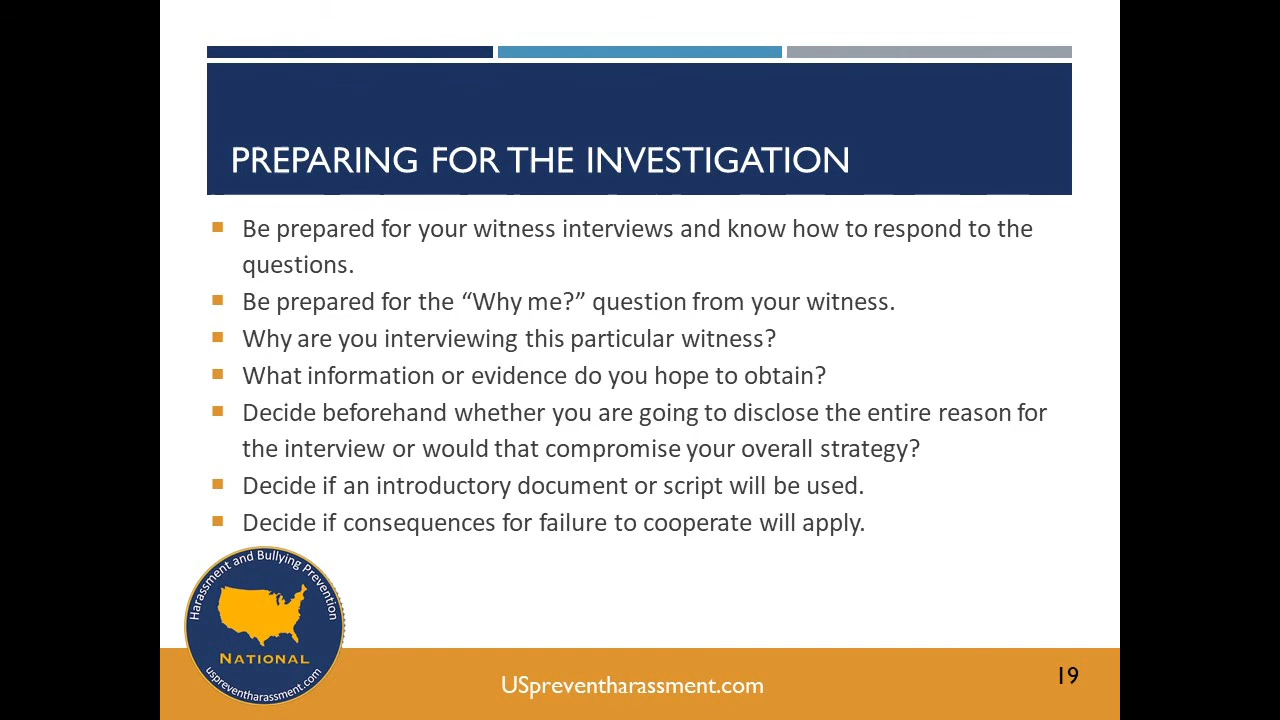 PREPARING FOR THE INVESTIGATION
Be prepared for your witness interviews and know how to respond to the
questions.
Be prepared for the “Why me?” question from your witness.
Why are you interviewing this particular witness?
What information or evidence do you hope to obtain?
Decide beforehand whether you are going to disclose the entire reason for
the interview or would that compromise your overall strategy?
Decide if an introductory document or script will be used.
Decide if consequences for failure to cooperate will apply.
Harassment and Bullying Prevention
NATIONAL
uspreventharassment.com
USpreventharassment.com
19